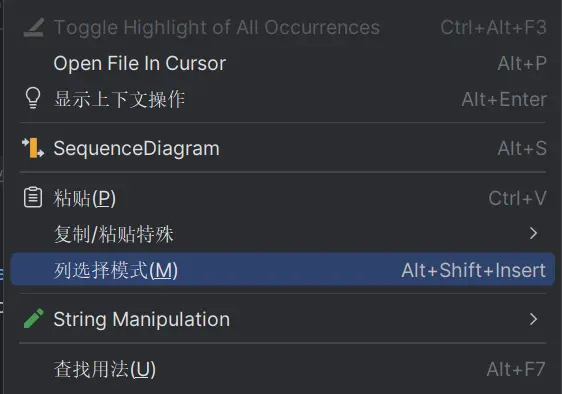 Toggle Highlight of All Occurrences Ctrl+Alt+F3
Open File In Cursor Alt+P
显示上下文操作 Alt+Enter
SequenceDiagram Alt+S
粘贴(P) Ctrl+V
复制/粘贴特殊
列选择模式(M) Alt+Shift+Insert
String Manipulation
查找用法(U) Alt+F7